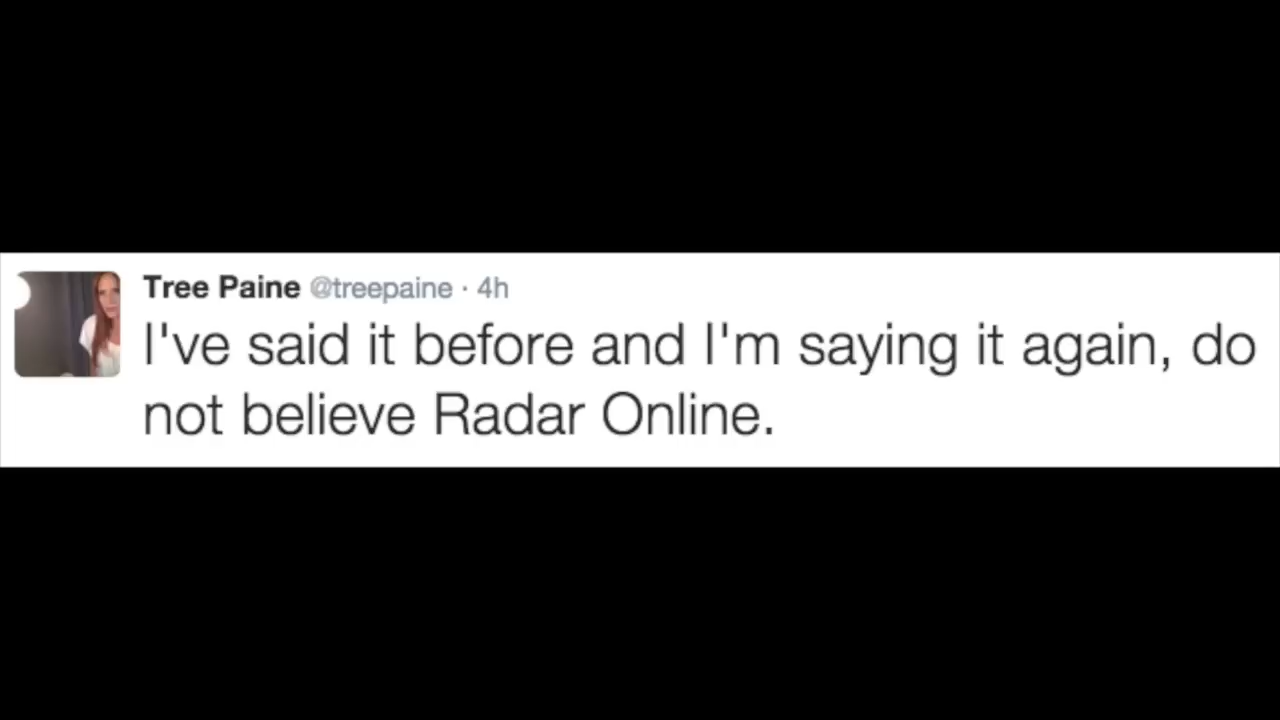 Tree Paine @treepaine · 4h
I've said it before and I'm saying it again, do
not believe Radar Online.